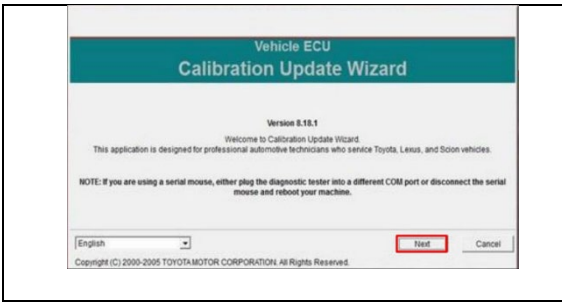 Vehicle ECU
Calibration Update Wizard
Version 8.18.1
Welcome to Calibration Update Wizard.
This application is designed for professional automotive technicians who service Toyota, Lexus, and Scion vehicles.
NOTE: If you are using a serial mouse, either plug the diagnostic tester into a different COM port or disconnect the serial
mouse and reboot your machine.
English
Next
Cancel
Copyright (C) 2000-2005 TOYOTA MOTOR CORPORATION. All Rights Reserved.